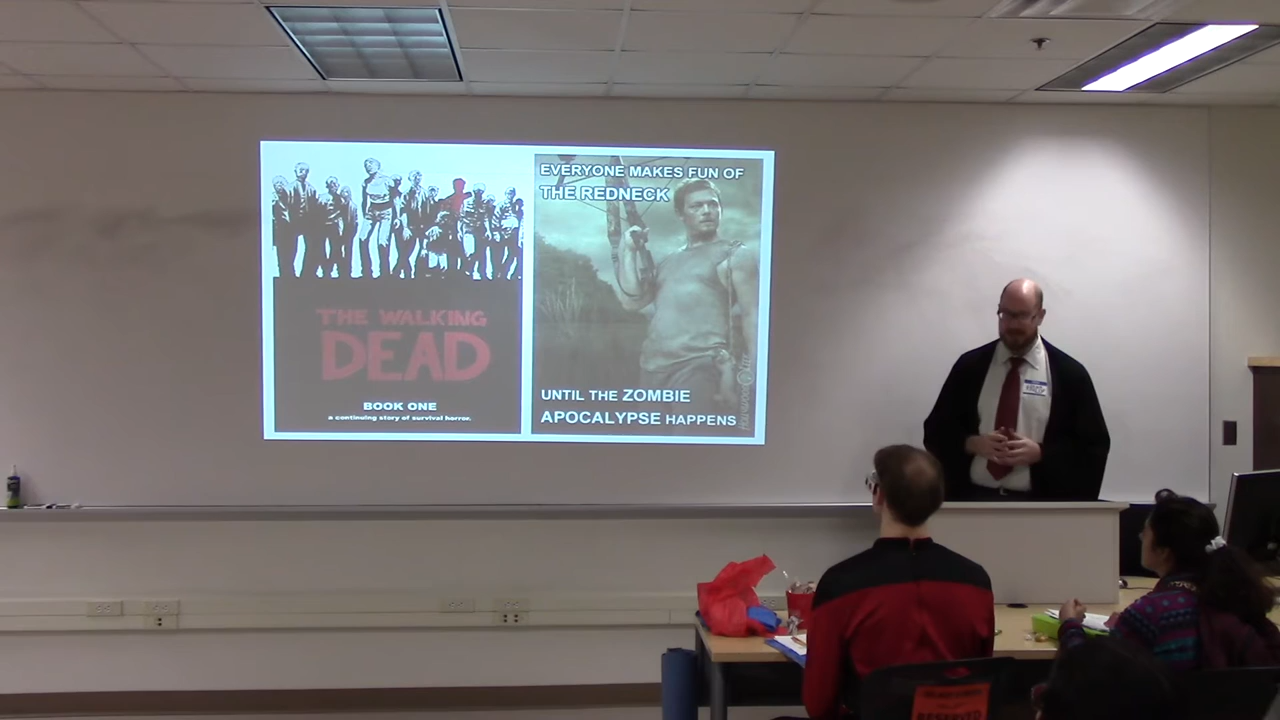 THE WALKING
DEAD
BOOK ONE
a continuing story of survival horror.
EVERYONE MAKES FUN OF
THE REDNECK
UNTIL THE ZOMBIE
APOCALYPSE HAPPENS
RESERVED